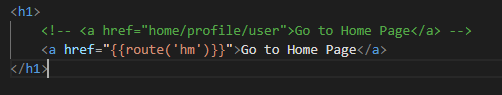 <h1>
<!-- <a href="home/profile/user">Go to Home Page</a> -->
<a href="{{route('hm')}}">Go to Home Page</a>
</h1>